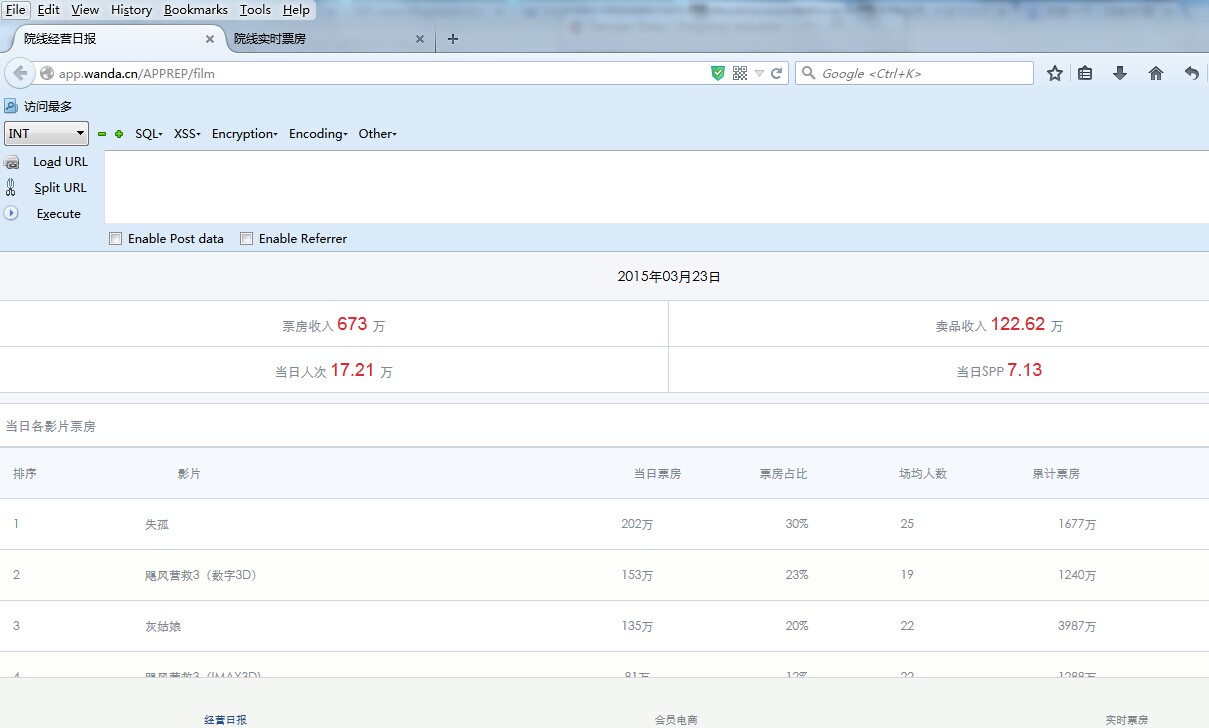 File Edit View History Bookmarks Tools Help
院线经营日报 院线实时票房
app.wanda.cn/APPREP/film Google <Ctrl+K>
访问最多
INT SQL XSS Encryption Encoding Other
Load URL
Split URL
Execute
Enable Post data Enable Referrer
2015年03月23日
票房收入 673 万 卖品收入 122.62 万
当日人次 17.21 万 当日SPP 7.13
当日各影片票房
排序 影片 当日票房 票房占比 场均人数 累计票房
1 失孤 202万 30% 25 1677万
2 飓风营救3（数字3D） 153万 23% 19 1240万
3 灰姑娘 135万 20% 22 3987万
4 飓风营救3（IMAX3D） 81万 12% 22
经营日报 会员电商 实时票房